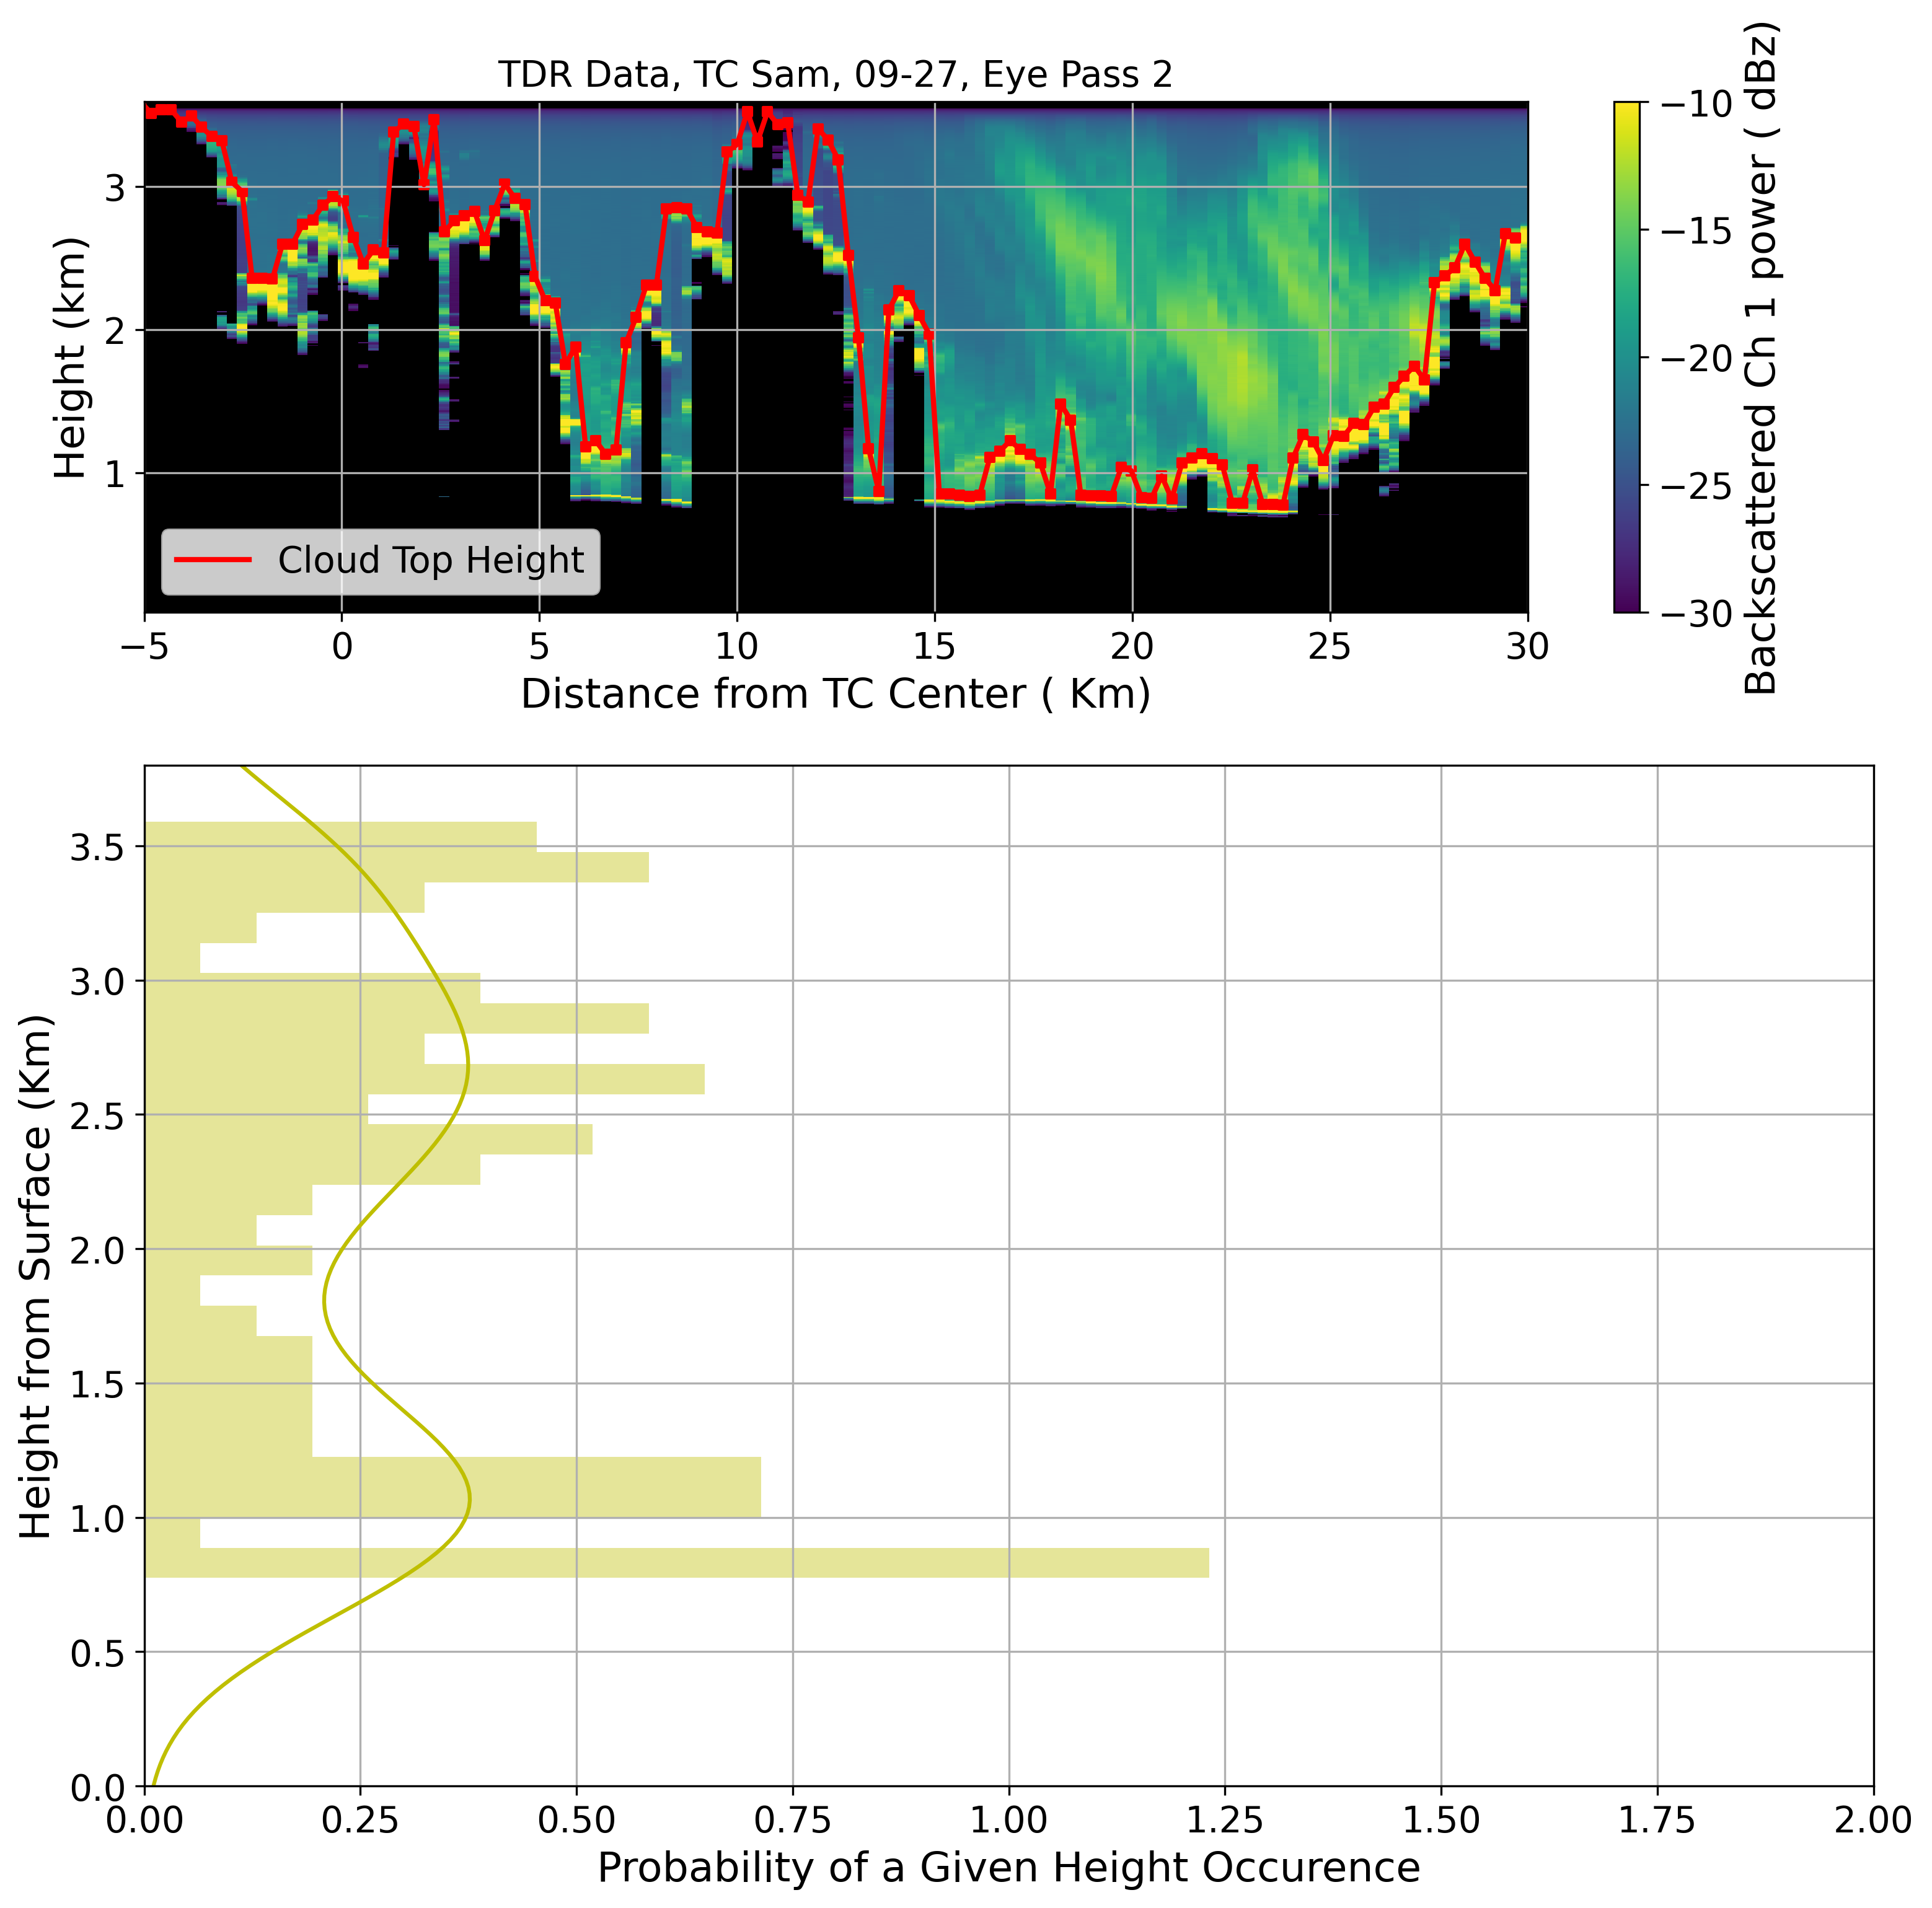 TDR Data, TC Sam, 09-27, Eye Pass 2
Height (km)
3
2
1
Cloud Top Height
−5 0 5 10 15 20 25 30
Distance from TC Center ( Km)
−10
−15
−20
−25
−30
Backscattered Ch 1 power ( dBz)
Height from Surface (Km)
3.5
3.0
2.5
2.0
1.5
1.0
0.5
0.0
0.00 0.25 0.50 0.75 1.00 1.25 1.50 1.75 2.00
Probability of a Given Height Occurence